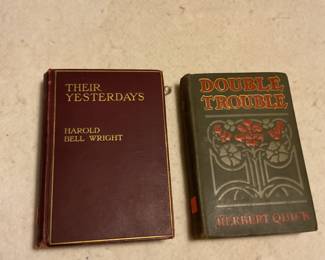 THEIR
YESTERDAYS
HAROLD
BELL WRIGHT
DOUBLE
TROUBLE
HERBERT QUICK